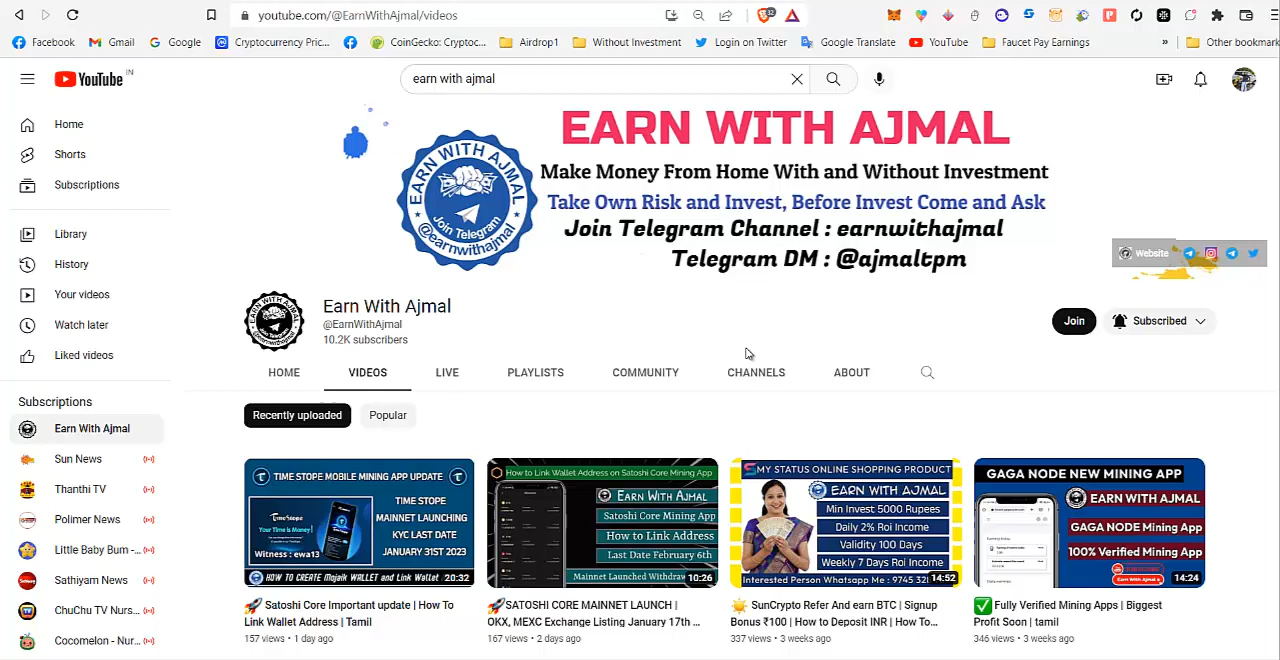 youtube.com/@EarnWithAjmal/videos
32
Facebook Gmail Google Cryptocurrency Pric... CoinGecko: Cryptoc... Airdrop1 Without Investment Login on Twitter Google Translate YouTube Faucet Pay Earnings » Other bookmark
YouTube IN
earn with ajmal
Home
Shorts
Subscriptions
Library
History
Your videos
Watch later
Liked videos
Subscriptions
Earn With Ajmal
Sun News
Thanthi TV
Polimer News
Little Baby Bum -...
Sathiyam News
ChuChu TV Nurs...
Cocomelon - Nur...
EARN WITH AJMAL
Make Money From Home With and Without Investment
Take Own Risk and Invest, Before Invest Come and Ask
Join Telegram Channel : earnwithajmal
Telegram DM : @ajmaltpm
EARN WITH AJMAL
Join Telegram
@earnwithajmal
Website
Earn With Ajmal
@EarnWithAjmal
10.2K subscribers
Join Subscribed
HOME VIDEOS LIVE PLAYLISTS COMMUNITY CHANNELS ABOUT
Recently uploaded Popular
TIME STOPE MOBILE MINING APP UPDATE
TimeStope
Your Time is Money!
Witness : ewa13
TIME STOPE
MAINNET LAUNCHING
KYC LAST DATE
JANUARY 31ST 2023
HOW TO CREATE Mojaik WALLET and Link Wallet
20:32
🚀 Satoshi Core Important update | How To
Link Wallet Address | Tamil
157 views • 1 day ago
How to Link Wallet Address on Satoshi Core Mining App
EARN WITH AJMAL
Satoshi Core Mining App
How to Link Address
Last Date February 6th
Mainnet Launched Withdraw
10:26
🚀SATOSHI CORE MAINNET LAUNCH |
OKX, MEXC Exchange Listing January 17th ...
167 views • 2 days ago
MY STATUS ONLINE SHOPPING PRODUCT
EARN WITH AJMAL
Min Invest 5000 Rupees
Daily 2% Roi Income
Validity 100 Days
Weekly 7 Days Roi Income
Interested Person Whatsapp Me : 9745 32
14:52
☀️ SunCrypto Refer And earn BTC | Signup
Bonus ₹100 | How to Deposit INR | How To...
337 views • 3 weeks ago
GAGA NODE NEW MINING APP
EARN WITH AJMAL
GAGA NODE Mining App
100% Verified Mining App
Earn With Ajmal
14:24
✅ Fully Verified Mining Apps | Biggest
Profit Soon | tamil
346 views • 3 weeks ago